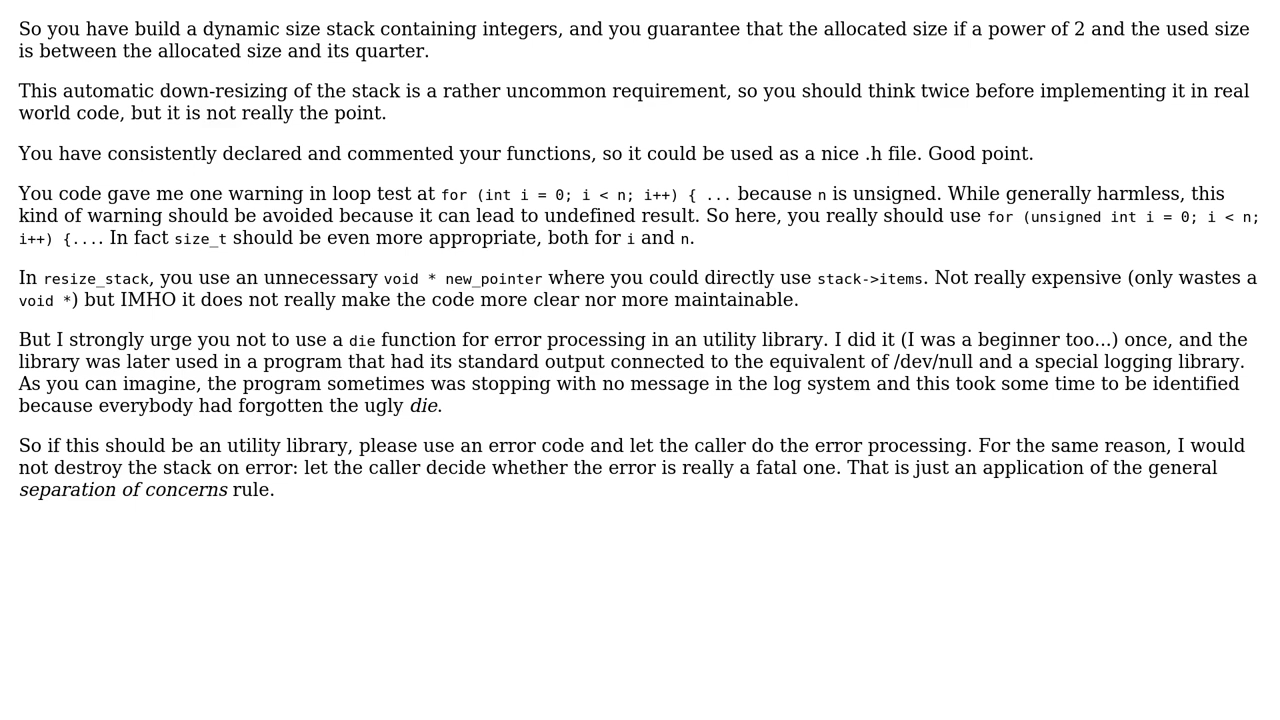 So you have build a dynamic size stack containing integers, and you guarantee that the allocated size if a power of 2 and the used size
is between the allocated size and its quarter.
This automatic down-resizing of the stack is a rather uncommon requirement, so you should think twice before implementing it in real
world code, but it is not really the point.
You have consistently declared and commented your functions, so it could be used as a nice .h file. Good point.
You code gave me one warning in loop test at for (int i = 0; i < n; i++) { ... because n is unsigned. While generally harmless, this
kind of warning should be avoided because it can lead to undefined result. So here, you really should use for (unsigned int i = 0; i < n;
i++) {.... In fact size_t should be even more appropriate, both for i and n.
In resize_stack, you use an unnecessary void * new_pointer where you could directly use stack->items. Not really expensive (only wastes a
void *) but IMHO it does not really make the code more clear nor more maintainable.
But I strongly urge you not to use a die function for error processing in an utility library. I did it (I was a beginner too...) once, and the
library was later used in a program that had its standard output connected to the equivalent of /dev/null and a special logging library.
As you can imagine, the program sometimes was stopping with no message in the log system and this took some time to be identified
because everybody had forgotten the ugly die.
So if this should be an utility library, please use an error code and let the caller do the error processing. For the same reason, I would
not destroy the stack on error: let the caller decide whether the error is really a fatal one. That is just an application of the general
separation of concerns rule.